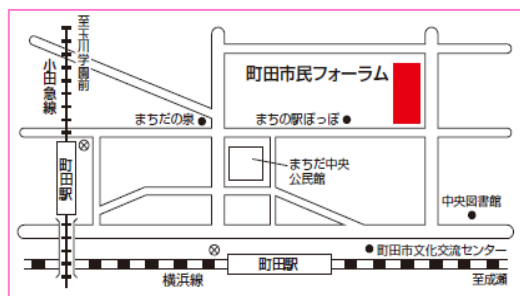 至玉川学園前
小田急線
町田市民フォーラム
まちだの泉
まちの駅ぽっぽ
町田駅
まちだ中央
公民館
中央図書館
町田市文化交流センター
町田駅
横浜線
至成瀬